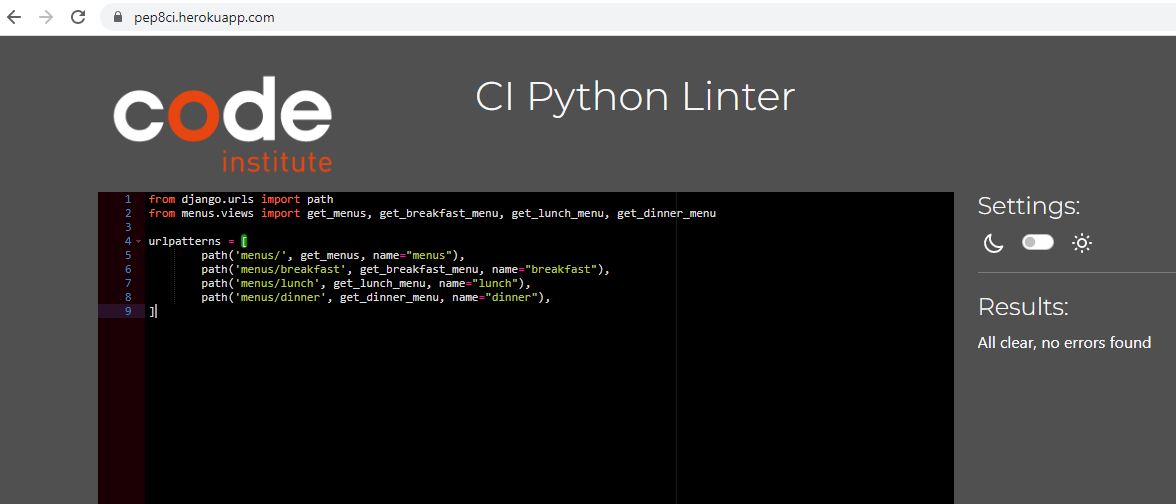 pep8ci.herokuapp.com
code
institute
CI Python Linter
1 from django.urls import path
2 from menus.views import get_menus, get_breakfast_menu, get_lunch_menu, get_dinner_menu
3
4 urlpatterns = [
5         path('menus/', get_menus, name="menus"),
6         path('menus/breakfast', get_breakfast_menu, name="breakfast"),
7         path('menus/lunch', get_lunch_menu, name="lunch"),
8         path('menus/dinner', get_dinner_menu, name="dinner"),
9 ]
Settings:
Results:
All clear, no errors found